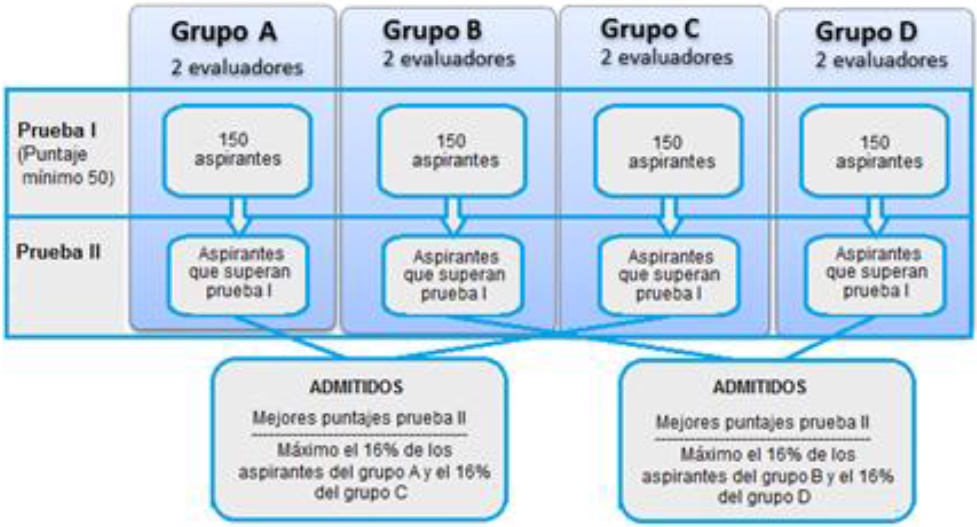 Grupo A
2 evaluadores
Grupo B
2 evaluadores
Grupo C
2 evaluadores
Grupo D
2 evaluadores
Prueba I
(Puntaje
mínimo 50)
150
aspirantes
150
aspirantes
150
aspirantes
150
aspirantes
Prueba II
Aspirantes
que superan
prueba I
Aspirantes
que superan
prueba I
Aspirantes
que superan
prueba I
Aspirantes
que superan
prueba I
ADMITIDOS
Mejores puntajes prueba II
Máximo el 16% de los
aspirantes del grupo A y el 16%
del grupo C
ADMITIDOS
Mejores puntajes prueba II
Máximo el 16% de los
aspirantes del grupo B y el 16%
del grupo D